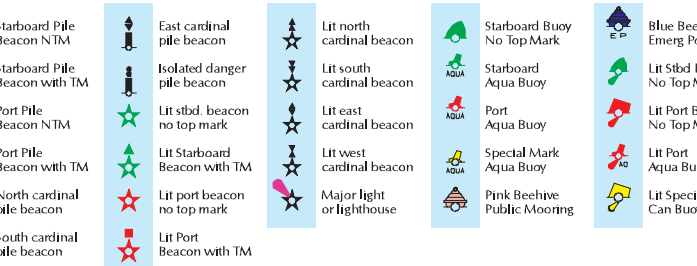 Starboard Pile
Beacon NTM
Starboard Pile
Beacon with TM
Port Pile
Beacon NTM
Port Pile
Beacon with TM
North cardinal
pile beacon
South cardinal
pile beacon
East cardinal
pile beacon
Isolated danger
pile beacon
Lit stbd. beacon
no top mark
Lit Starboard
Beacon with TM
Lit port beacon
no top mark
Lit Port
Beacon with TM
Lit north
cardinal beacon
Lit south
cardinal beacon
Lit east
cardinal beacon
Lit west
cardinal beacon
Major light
or lighthouse
Starboard Buoy
No Top Mark
AQUA
Starboard
Aqua Buoy
AQUA
Port
Aqua Buoy
AQUA
Special Mark
Aqua Buoy
Pink Beehive
Public Mooring
E P
Blue Bee
Emerg Po
Lit Stbd
No Top M
Lit Port B
No Top M
AQ
Lit Port
Aqua Bu
Lit Speci
Can Buo